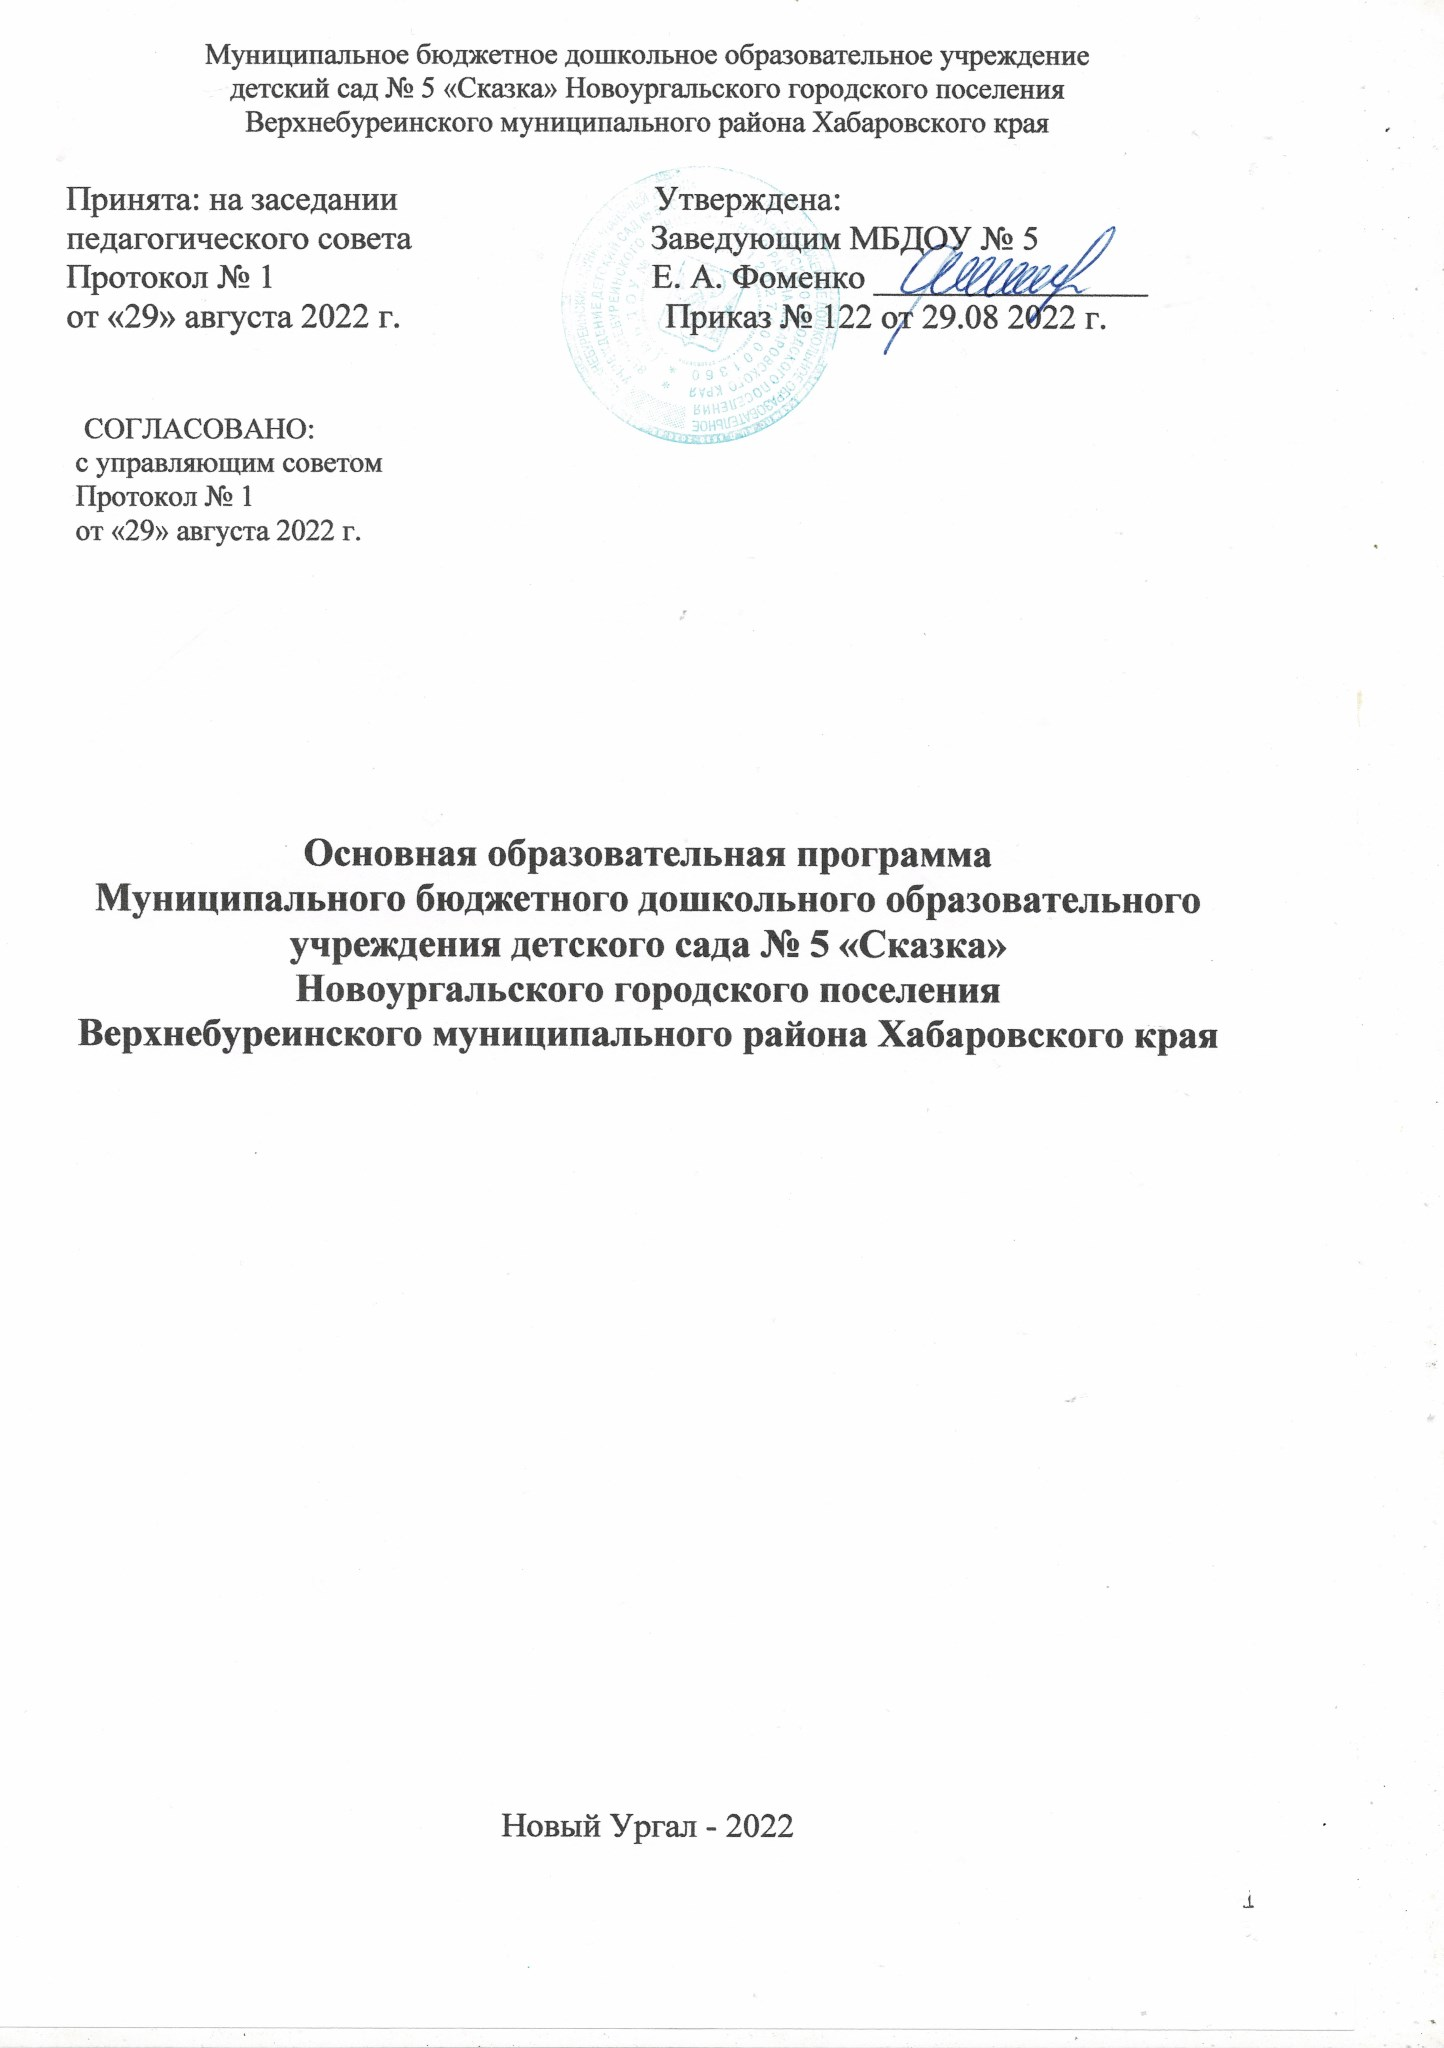 Муниципальное бюджетное дошкольное образовательное учреждение
детский сад № 5 «Сказка» Новоургальского городского поселения
Верхнебуреинского муниципального района Хабаровского края
Принята: на заседании
педагогического совета
Протокол № 1
от «29» августа 2022 г.
Утверждена:
Заведующим МБДОУ № 5
Е. А. Фоменко
Приказ № 122 от 29.08 2022 г.
СОГЛАСОВАНО:
с управляющим советом
Протокол № 1
от «29» августа 2022 г.
Основная образовательная программа
Муниципального бюджетного дошкольного образовательного
учреждения детского сада № 5 «Сказка»
Новоургальского городского поселения
Верхнебуреинского муниципального района Хабаровского края
Новый Ургал - 2022
1